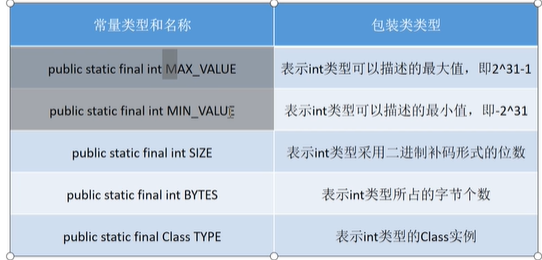 常量类型和名称 包装类类型
public static final int MAX_VALUE 表示int类型可以描述的最大值，即2^31-1
public static final int MIN_VALUE 表示int类型可以描述的最小值，即-2^31
public static final int SIZE 表示int类型采用二进制补码形式的位数
public static final int BYTES 表示int类型所占的字节个数
public static final Class TYPE 表示int类型的Class实例